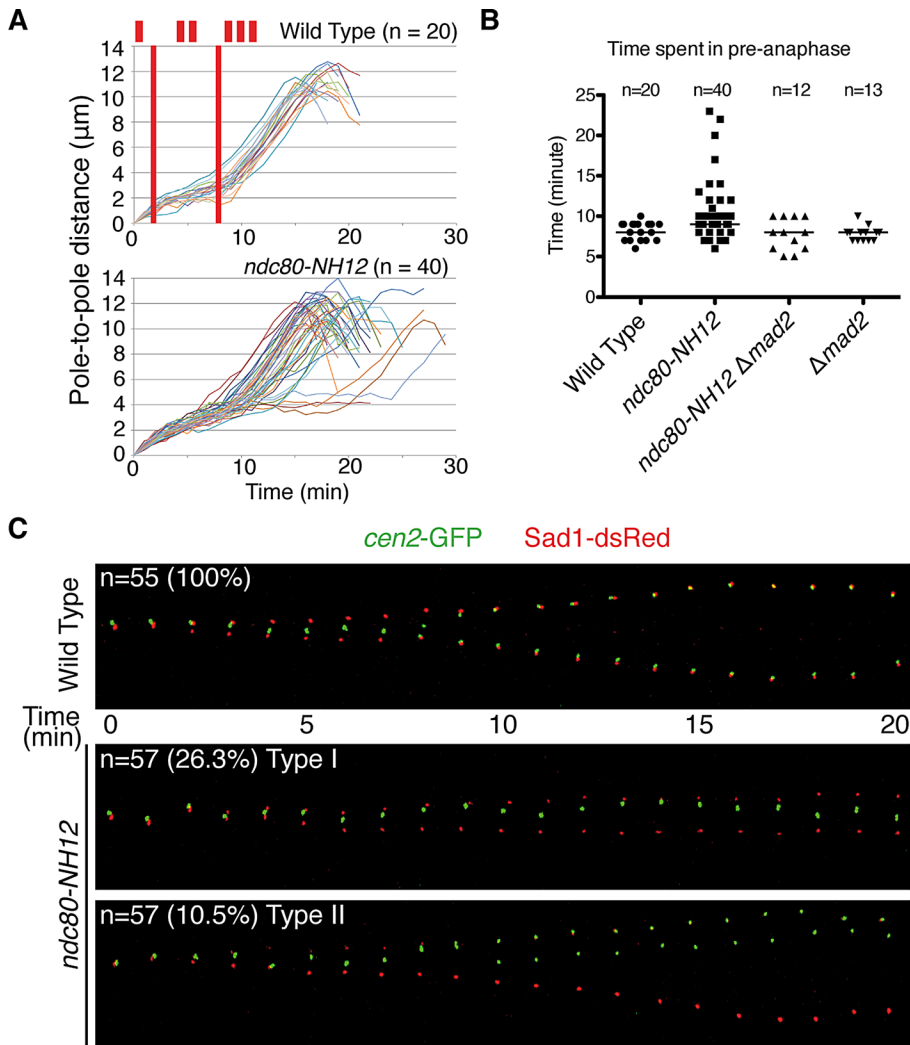 A
I II III Wild Type (n = 20)
14
12
10
8
6
4
2
0
0 10 20 30
ndc80-NH12 (n = 40)
14
12
10
8
6
4
2
0
0 10 20 30
Pole-to-pole distance (µm)
Time (min)
B
Time spent in pre-anaphase
n=20 n=40 n=12 n=13
25
20
15
10
5
0
Time (minute)
Wild Type
ndc80-NH12
ndc80-NH12 Δmad2
Δmad2
C
cen2-GFP Sad1-dsRed
Wild Type
n=55 (100%)
Time
(min)
0 5 10 15 20
ndc80-NH12
n=57 (26.3%) Type I
n=57 (10.5%) Type II